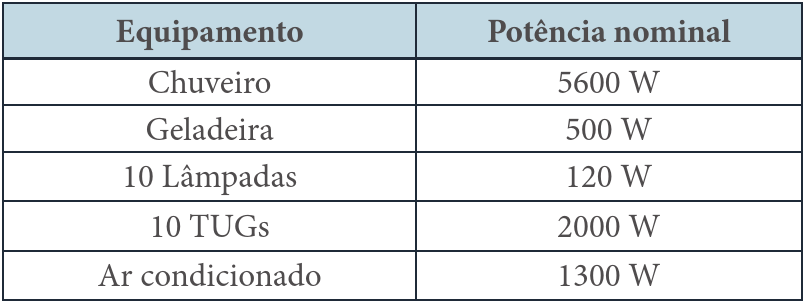 Equipamento Potência nominal
Chuveiro 5600 W
Geladeira 500 W
10 Lâmpadas 120 W
10 TUGs 2000 W
Ar condicionado 1300 W